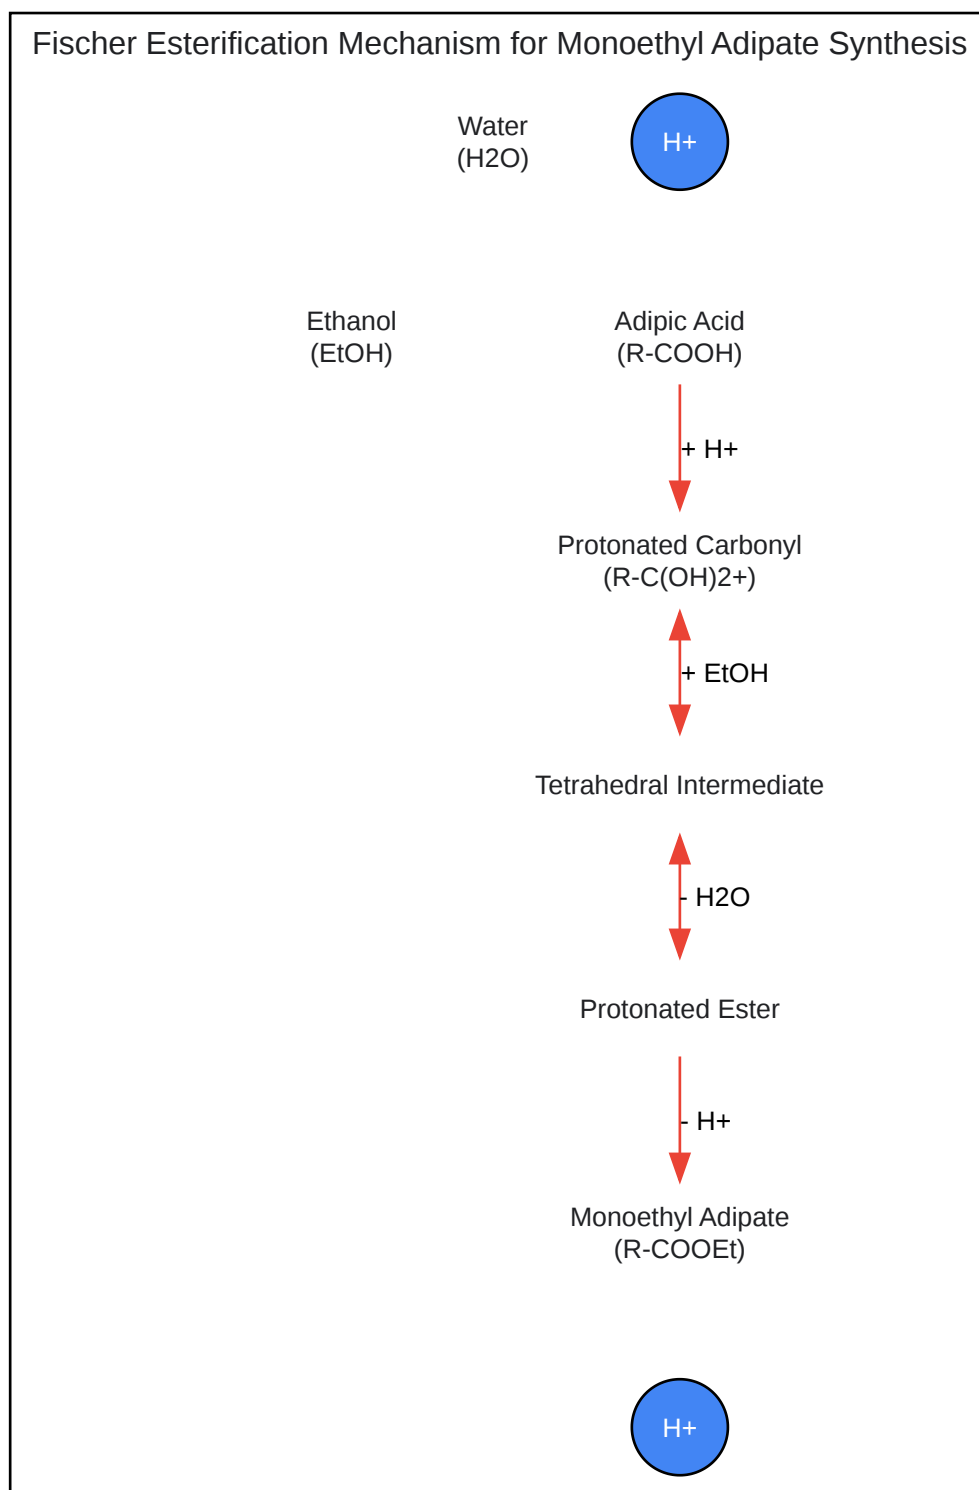 Fischer Esterification Mechanism for Monoethyl Adipate Synthesis
Water
(H2O)
H+
Ethanol
(EtOH)
Adipic Acid
(R-COOH)
+ H+
Protonated Carbonyl
(R-C(OH)2+)
+ EtOH
Tetrahedral Intermediate
- H2O
Protonated Ester
- H+
Monoethyl Adipate
(R-COOEt)
H+